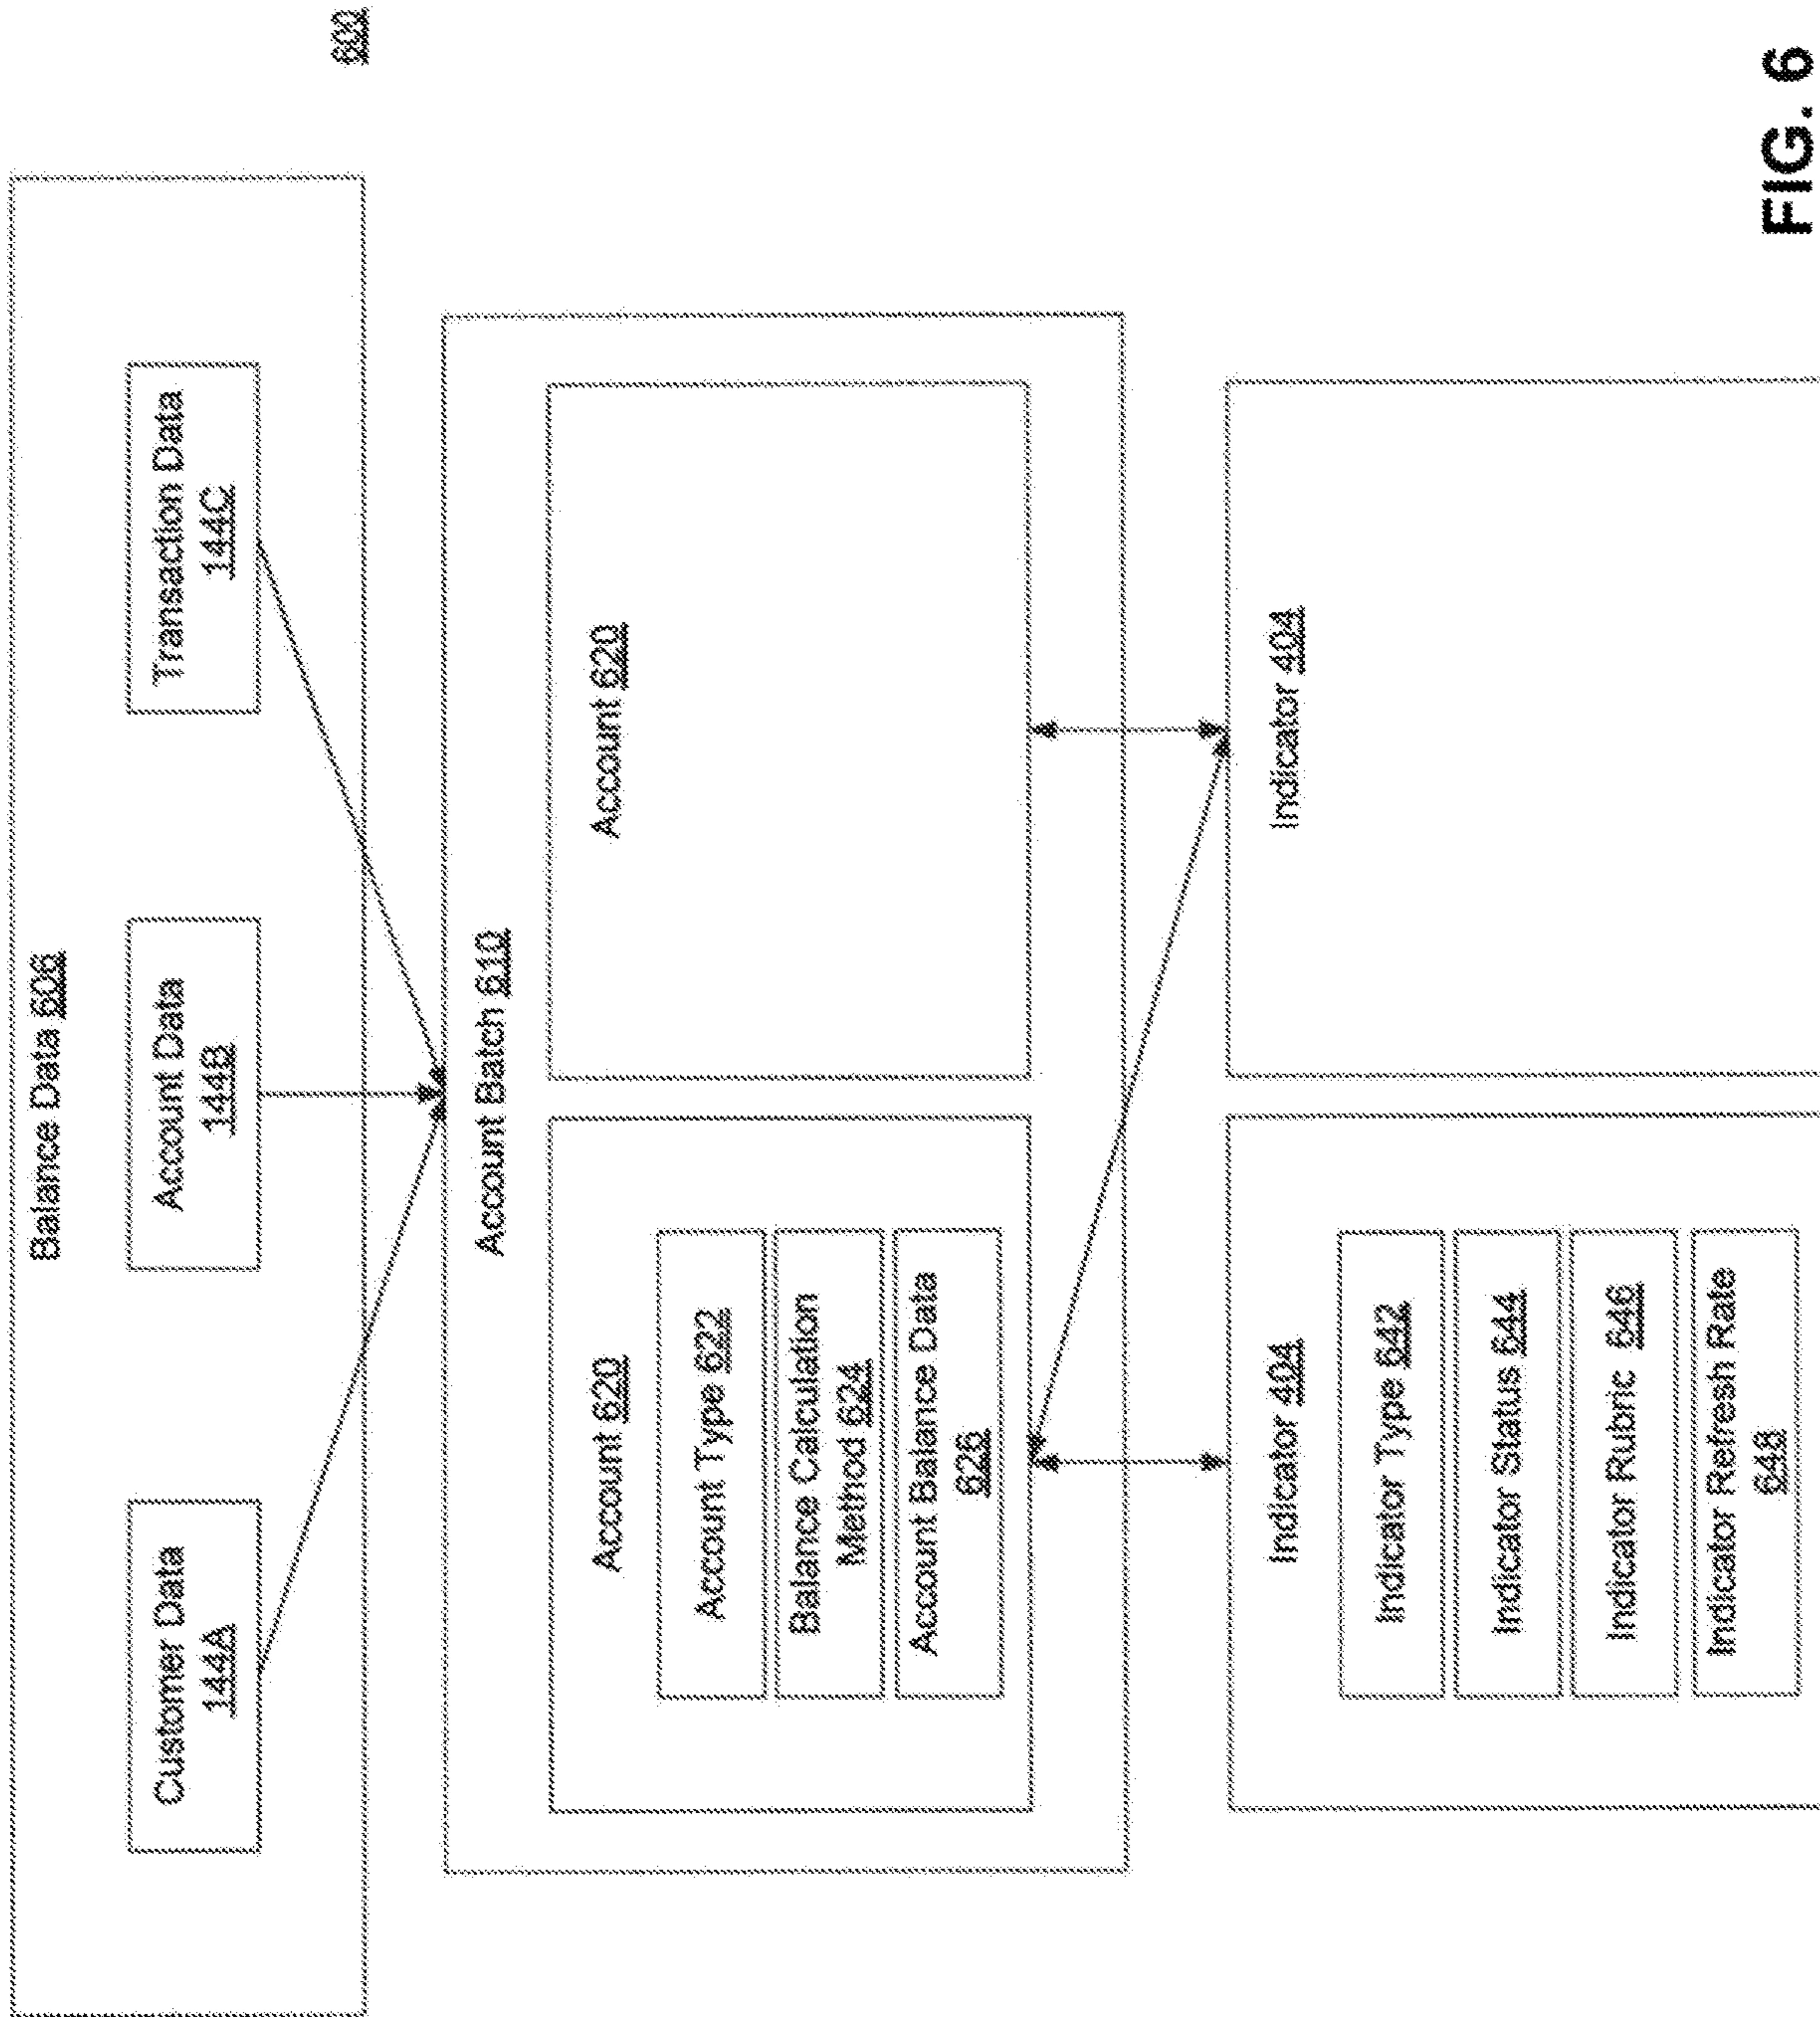 600
Balance Data 606
Customer Data
144A
Account Data
144B
Transaction Data
144C
Account Batch 610
Account 620
Account Type 622
Balance Calculation
Method 624
Account Balance Data
626
Account 620
Indicator 404
Indicator Type 642
Indicator Status 644
Indicator Rubric 646
Indicator Refresh Rate
648
Indicator 404
FIG. 6